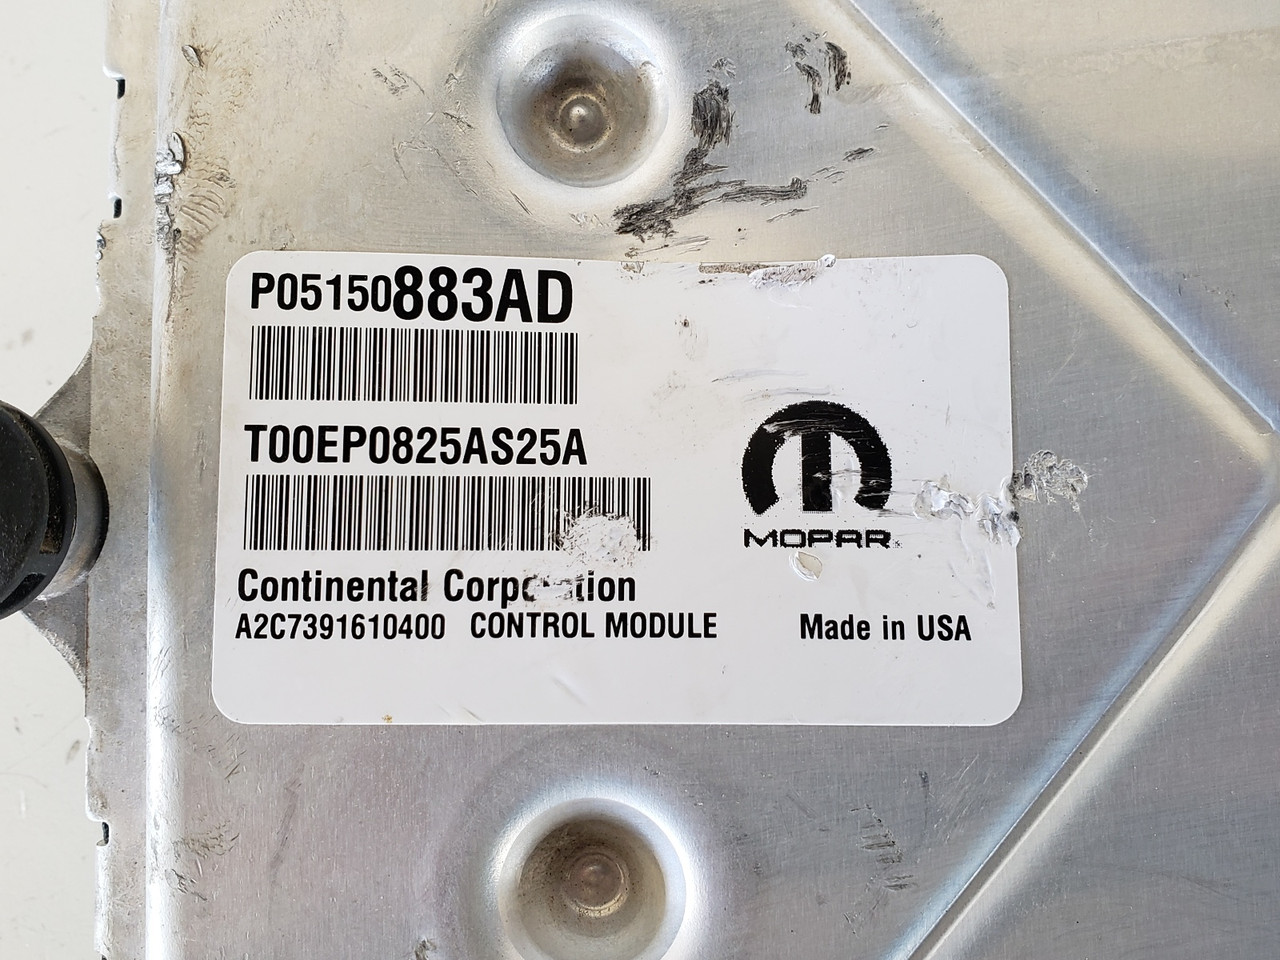 P05150883AD
T00EP0825AS25A
MOPAR
Continental
A2C7391610400 CONTROL MODULE
Made in USA